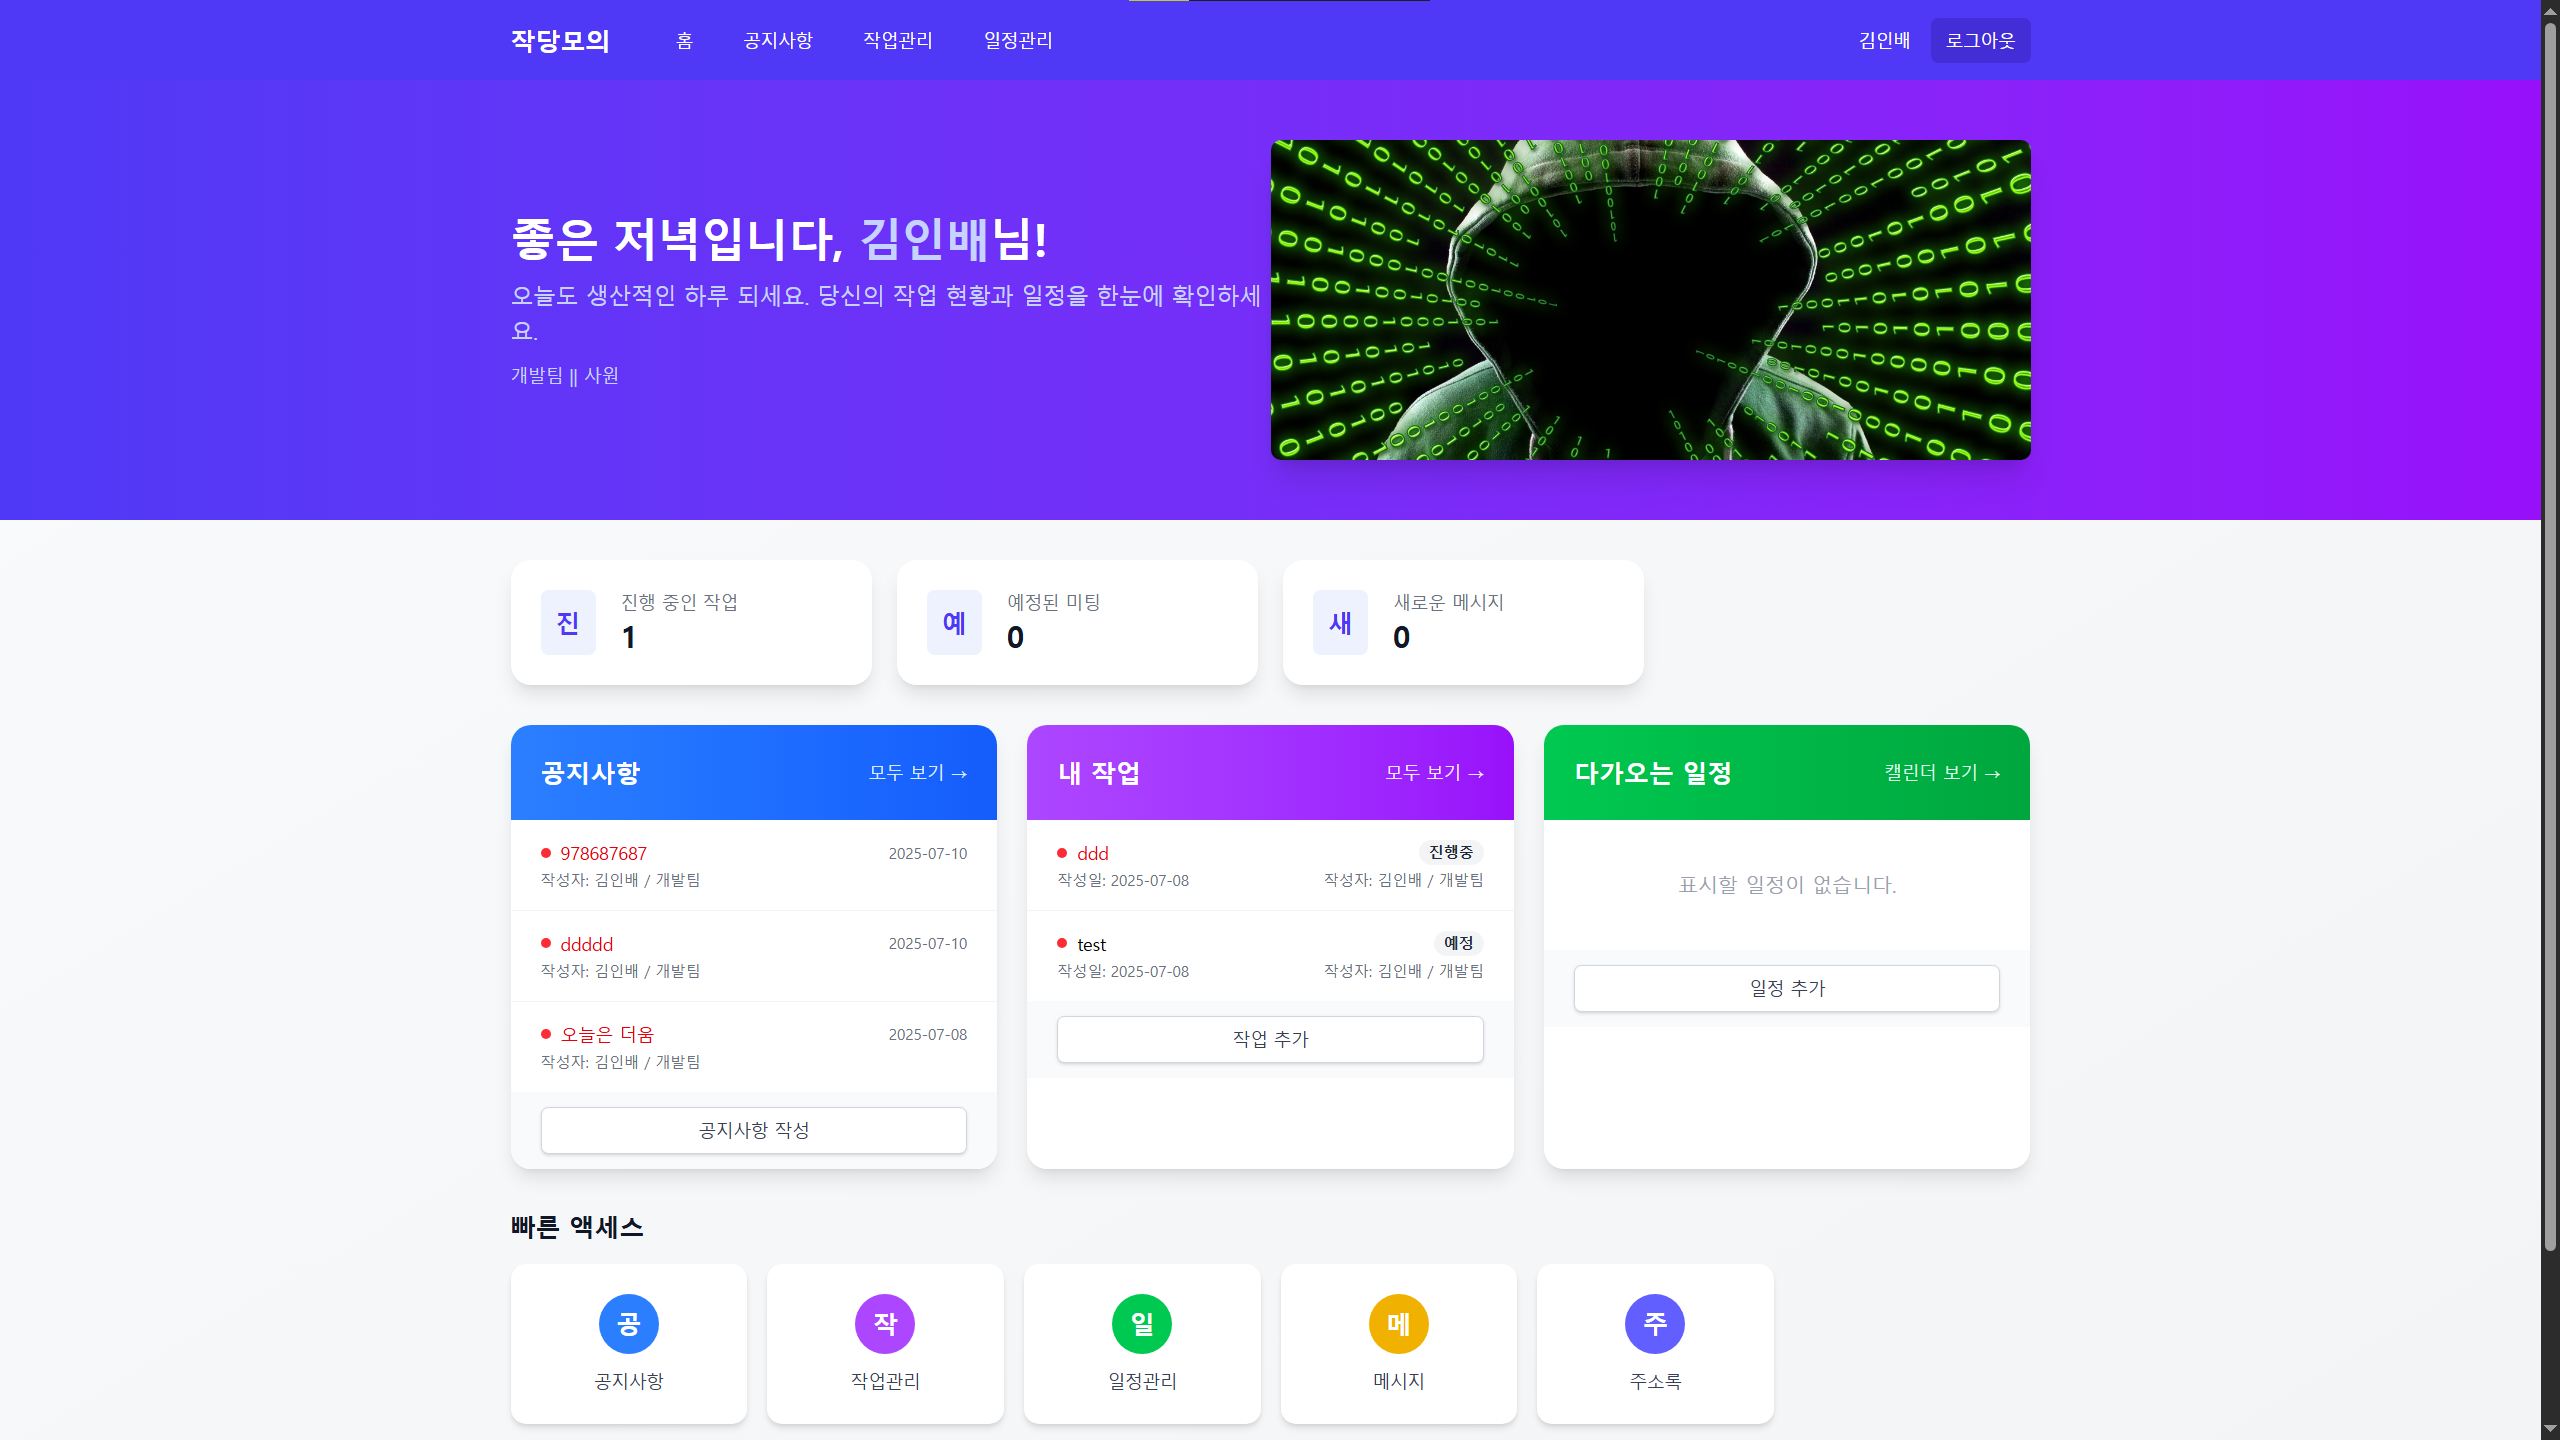 작당모의
홈
공지사항
작업관리
일정관리
김인배
로그아웃
좋은 저녁입니다, 김인배님!
오늘도 생산적인 하루 되세요. 당신의 작업 현황과 일정을 한눈에 확인하세
요.
개발팀 || 사원
진
진행 중인 작업
1
예
예정된 미팅
0
새
새로운 메시지
0
공지사항
모두 보기 →
978687687
2025-07-10
작성자: 김인배 / 개발팀
ddddd
2025-07-10
작성자: 김인배 / 개발팀
오늘은 더움
2025-07-08
작성자: 김인배 / 개발팀
공지사항 작성
내 작업
모두 보기 →
ddd
진행중
작성일: 2025-07-08
작성자: 김인배 / 개발팀
test
예정
작성일: 2025-07-08
작성자: 김인배 / 개발팀
작업 추가
다가오는 일정
캘린더 보기 →
표시할 일정이 없습니다.
일정 추가
빠른 액세스
공
공지사항
작
작업관리
일
일정관리
메
메시지
주
주소록